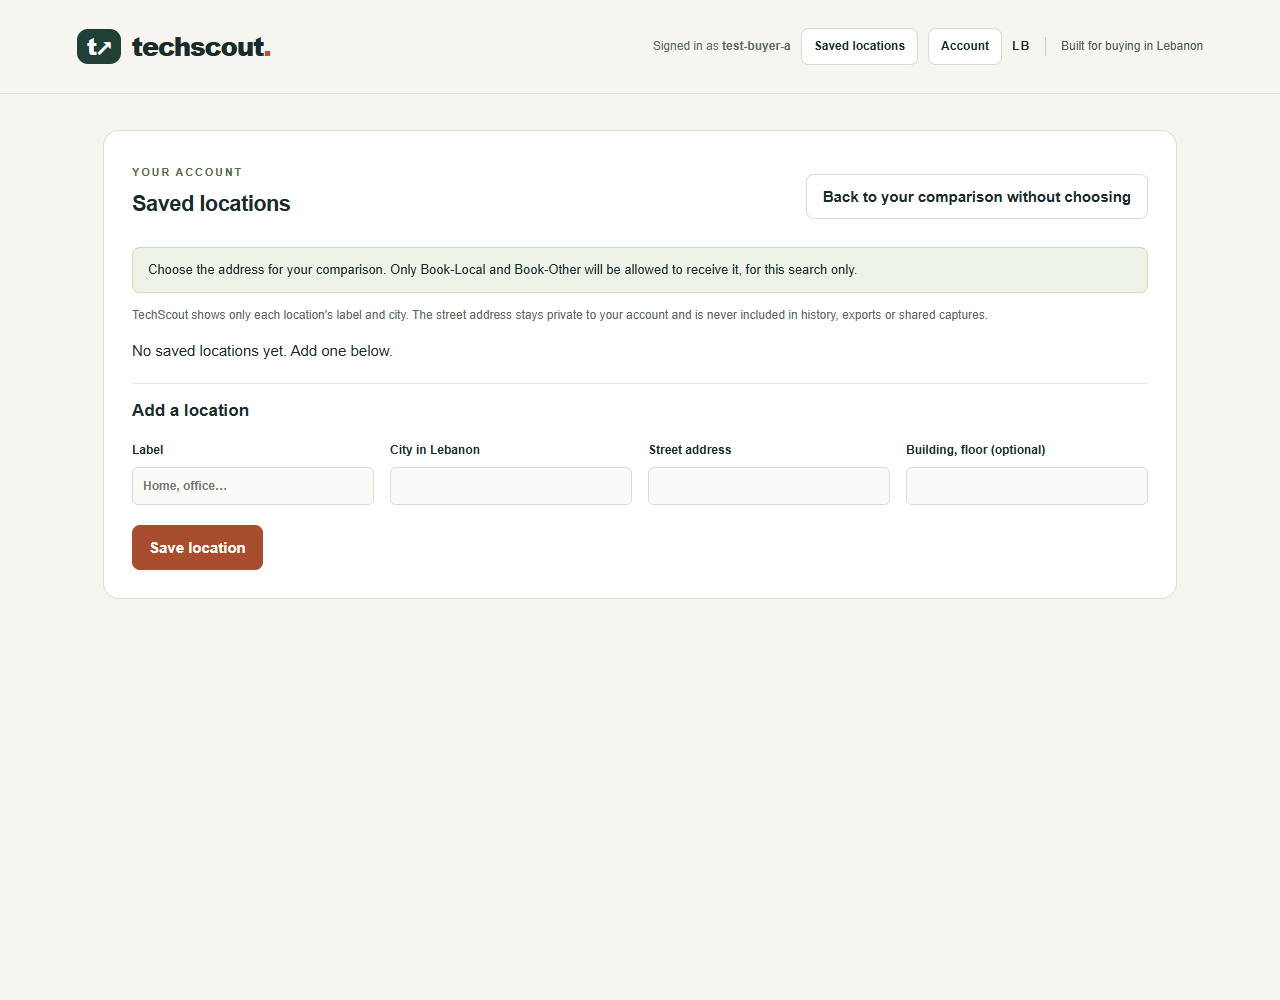 t↗ techscout.
Signed in as test-buyer-a
Saved locations
Account
LB
Built for buying in Lebanon
YOUR ACCOUNT
Saved locations
Back to your comparison without choosing
Choose the address for your comparison. Only Book-Local and Book-Other will be allowed to receive it, for this search only.
TechScout shows only each location's label and city. The street address stays private to your account and is never included in history, exports or shared captures.
No saved locations yet. Add one below.
Add a location
Label
City in Lebanon
Street address
Building, floor (optional)
Home, office…
Save location